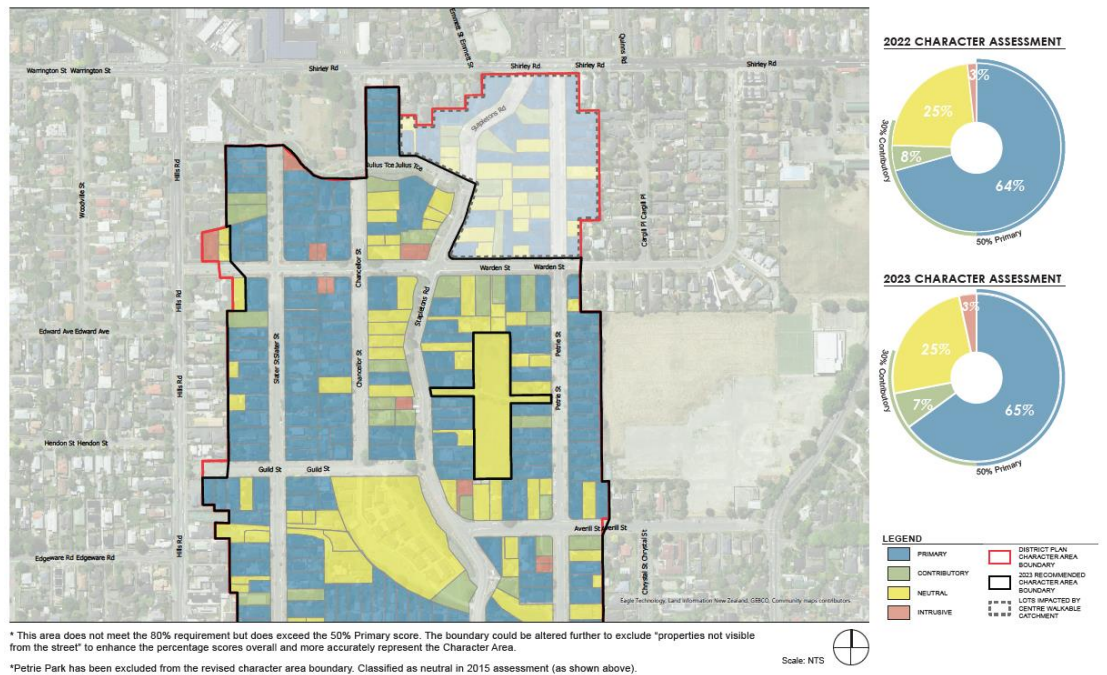 Emmett St Emmett St
Quinns Rd
Warrington St Warrington St
Shirley Rd
Shirley Rd
Shirley Rd
Shirley Rd
Stapletons Rd
Julius Tce Julius Tce
Hills Rd
Woodville St
Cargill Pl Cargill Pl
Chancellor St
Warden St
Warden St
Hills Rd
Stapletons Rd
Edward Ave Edward Ave
Slater St Slater St
Chancellor St
Petrie St
Petrie St
Hills Rd
Hendon St Hendon St
Guild St
Guild St
Averill St Averill St
Hills Rd
Edgeware Rd Edgeware Rd
Chrystal St Chrystal St
Eagle Technology, Land Information New Zealand, GEBCO, Community maps contributors
2022 CHARACTER ASSESSMENT
3%
25%
8%
64%
30% Contributory
50% Primary
2023 CHARACTER ASSESSMENT
3%
25%
7%
65%
30% Contributory
50% Primary
LEGEND
PRIMARY
CONTRIBUTORY
NEUTRAL
INTRUSIVE
DISTRICT PLAN
CHARACTER AREA
BOUNDARY
2023 RECOMMENDED
CHARACTER AREA
BOUNDARY
LOTS IMPACTED BY
CENTRE WALKABLE
CATCHMENT
* This area does not meet the 80% requirement but does exceed the 50% Primary score. The boundary could be altered further to exclude "properties not visible
from the street" to enhance the percentage scores overall and more accurately represent the Character Area.
*Petrie Park has been excluded from the revised character area boundary. Classified as neutral in 2015 assessment (as shown above).
Scale: NTS